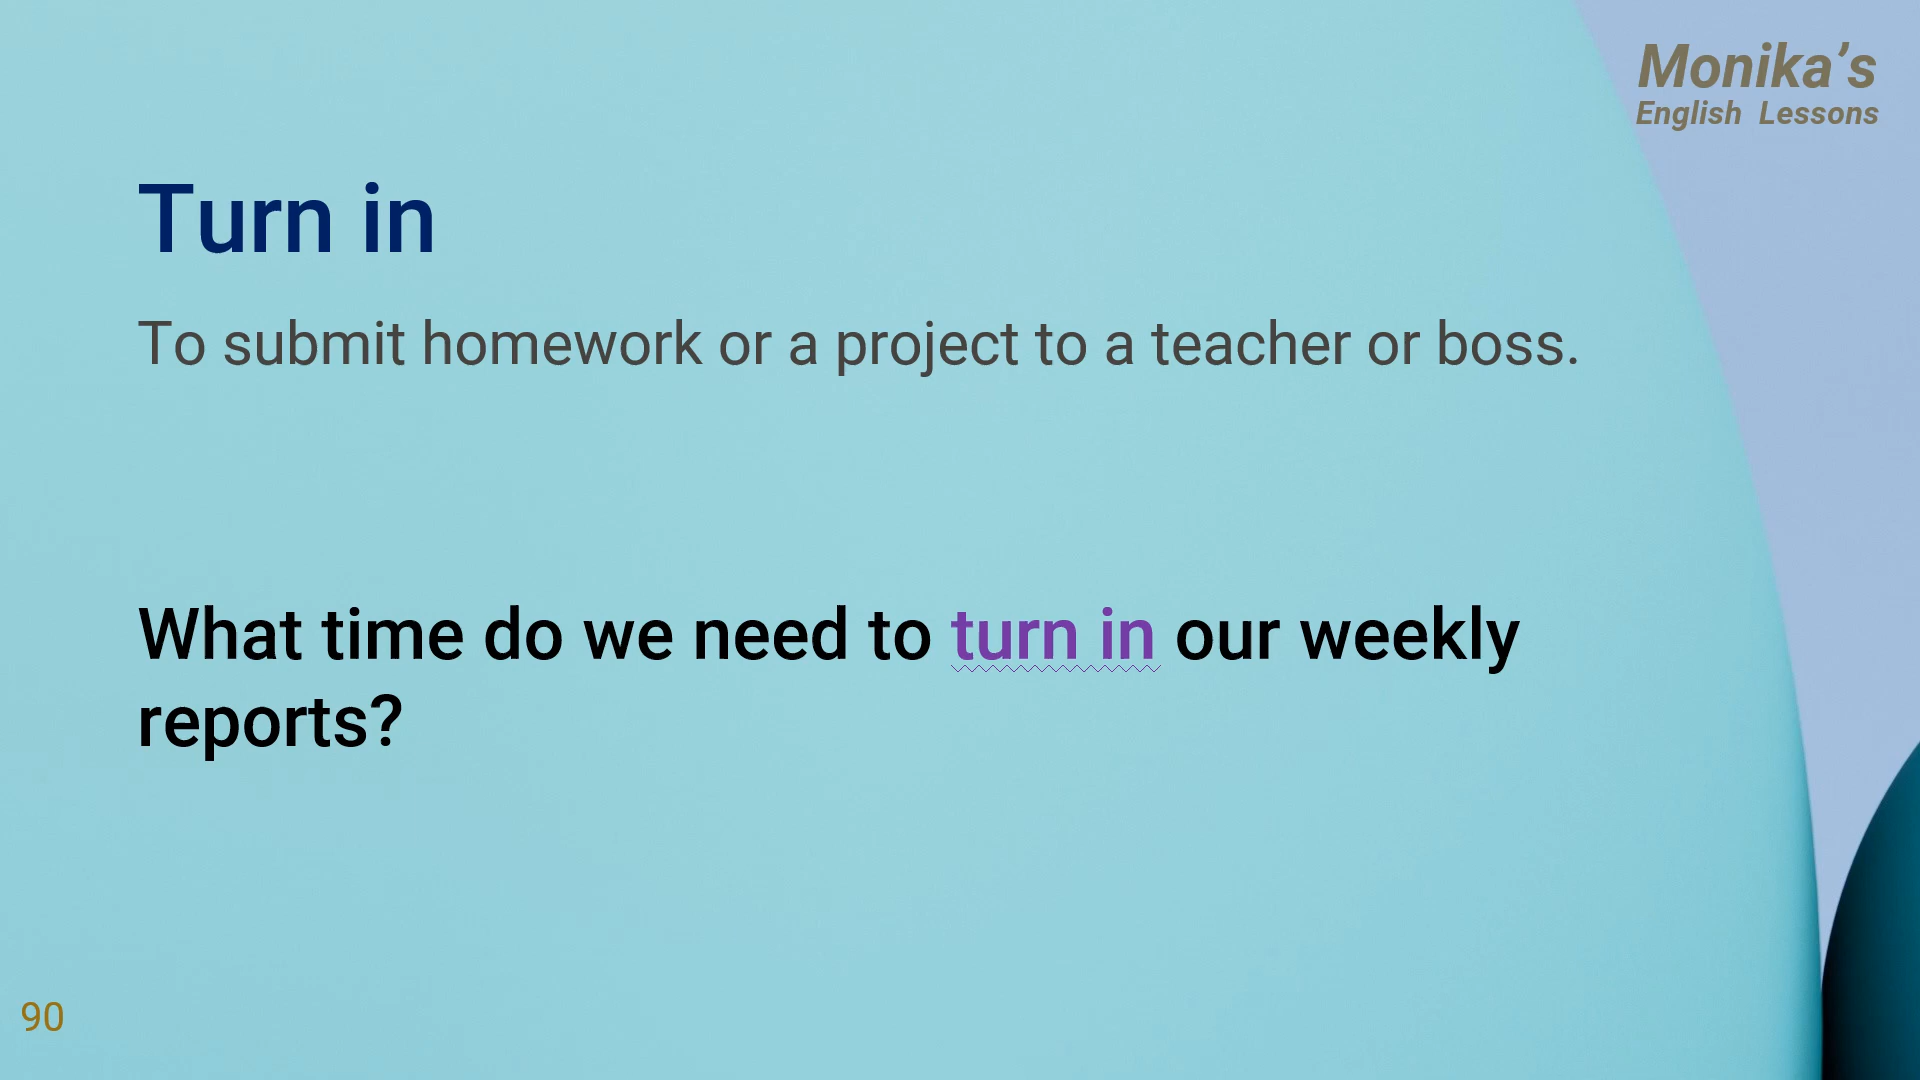 Monika’s
English Lessons
Turn in
To submit homework or a project to a teacher or boss.
What time do we need to turn in our weekly
reports?
90